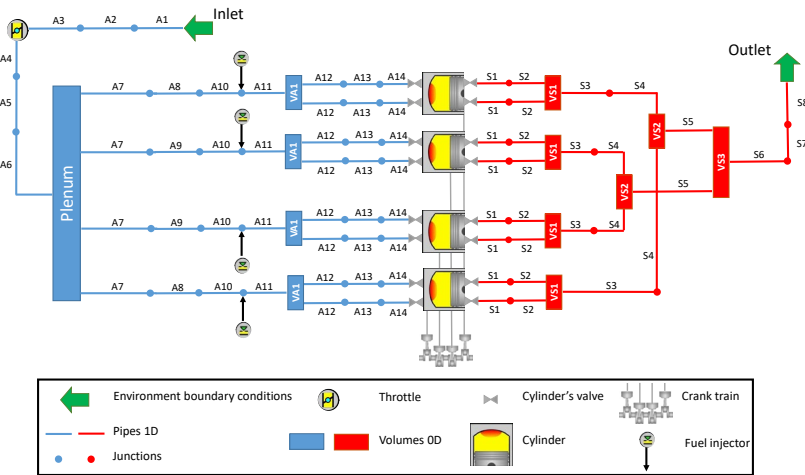 Inlet
A3 A2 A1
A4
A5
A6
Plenum
A7 A8 A10 A11
VA1
A12 A13 A14
A12 A13 A14
S1 S2
S1 S2
VS1
S3 S4
A7 A9 A10 A11
VA1
A12 A13 A14
A12 A13 A14
S1 S2
S1 S2
VS1
S3 S4
A7 A9 A10 A11
VA1
A12 A13 A14
A12 A13 A14
S1 S2
S1 S2
VS1
S3 S4
A7 A8 A10 A11
VA1
A12 A13 A14
A12 A13 A14
S1 S2
S1 S2
VS1
S3
S4
VS2
VS2
S5
S5
VS3
S6
S7
S8
Outlet
Environment boundary conditions
Throttle
Cylinder's valve
Crank train
Pipes 1D
Volumes 0D
Cylinder
Fuel injector
Junctions